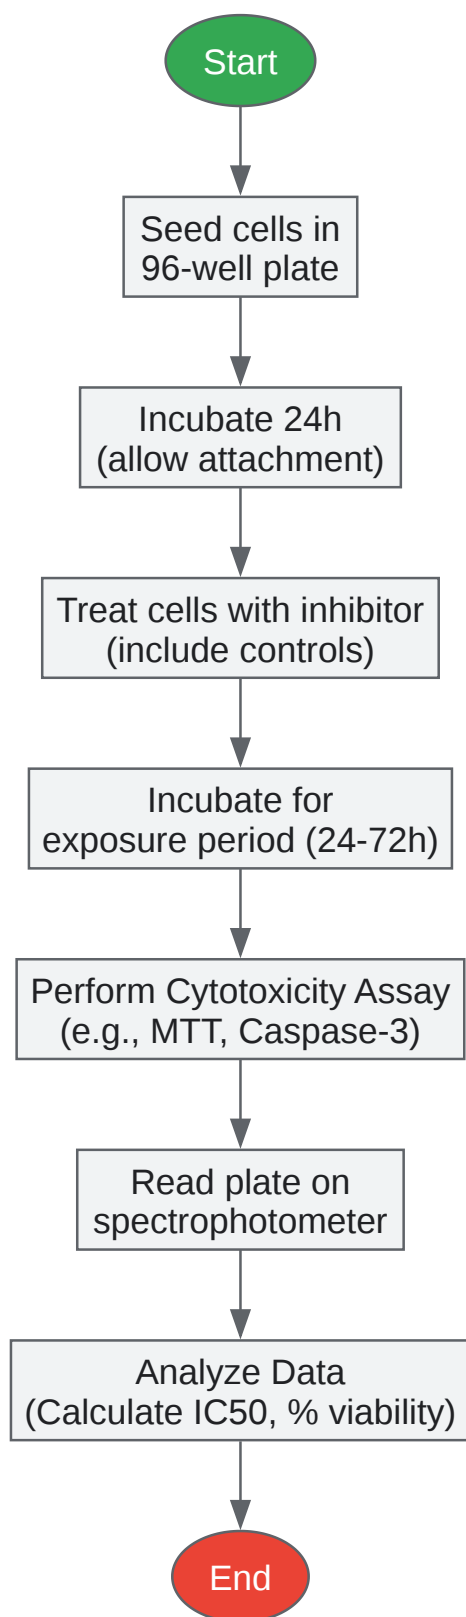 Start
Seed cells in
96-well plate
Incubate 24h
(allow attachment)
Treat cells with inhibitor
(include controls)
Incubate for
exposure period (24-72h)
Perform Cytotoxicity Assay
(e.g., MTT, Caspase-3)
Read plate on
spectrophotometer
Analyze Data
(Calculate IC50, % viability)
End